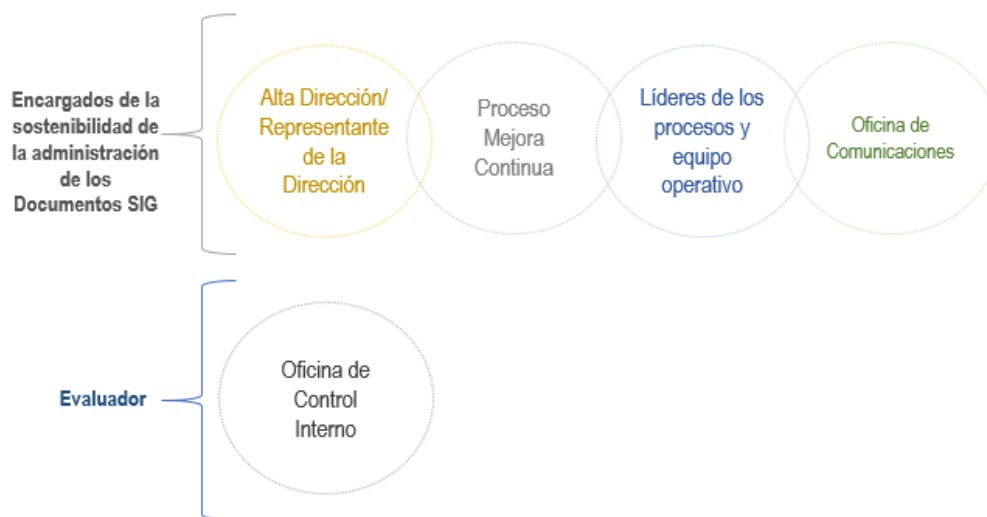 Encargados de la
sostenibilidad de
la administración
de los
Documentos SIG
Alta Dirección/
Representante
de la
Dirección
Proceso
Mejora
Continua
Líderes de los
procesos y
equipo
operativo
Oficina de
Comunicaciones
Evaluador
Oficina de
Control
Interno